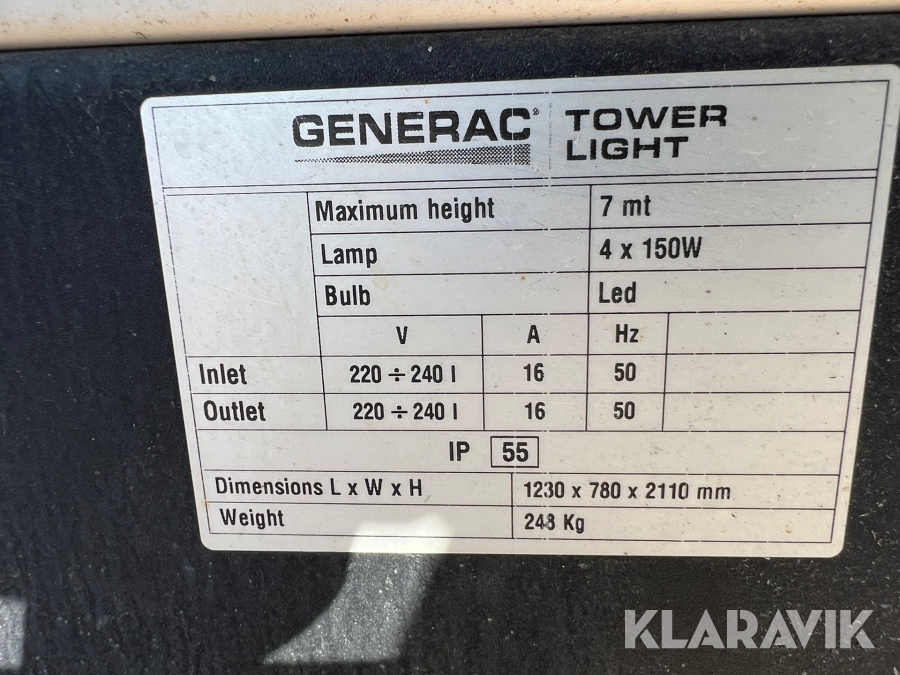 GENERAC® TOWER
LIGHT
Maximum height 7 mt
Lamp 4 x 150W
Bulb Led
V A Hz
Inlet 220 ÷ 240 I 16 50
Outlet 220 ÷ 240 I 16 50
IP 55
Dimensions L x W x H 1230 x 780 x 2110 mm
Weight 248 Kg
KLARAVIK